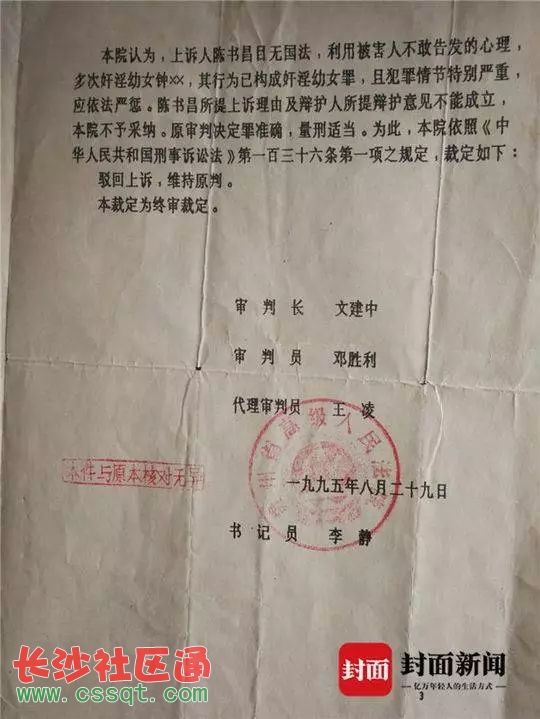 本院认为，上诉人陈书昌目无国法，利用被害人不敢告发的心理，
多次奸淫幼女钟××，其行为已构成奸淫幼女罪，且犯罪情节特别严重，
应依法严惩。陈书昌所提上诉理由及辩护人所提辩护意见不能成立，
本院不予采纳。原审判决定罪准确，量刑适当。为此，本院依照《中
华人民共和国刑事诉讼法》第一百三十六条第一项之规定，裁定如下：
驳回上诉，维持原判。
本裁定为终审裁定。
审判长 文建中
审判员 邓胜利
代理审判员 王凌
州省高级人民法院
本件与原本核对无异
一九九五年八月二十九日
书记员 李静
长沙社区通
www.cssqt.com
封面
封面新闻
亿万年轻人的生活方式
3